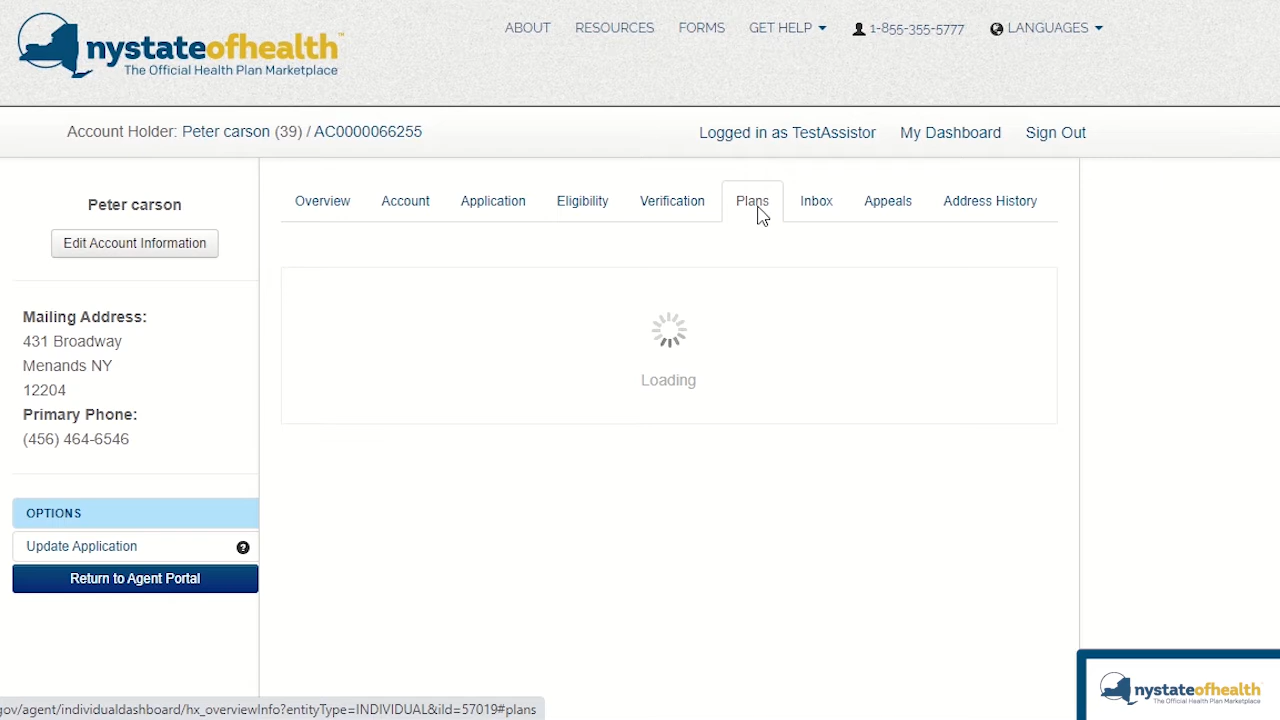 nystateofhealth™
The Official Health Plan Marketplace
ABOUT RESOURCES FORMS GET HELP 1-855-355-5777 LANGUAGES
Account Holder: Peter carson (39) / AC0000066255
Logged in as TestAssistor My Dashboard Sign Out
Peter carson
Edit Account Information
Mailing Address:
431 Broadway
Menands NY
12204
Primary Phone:
(456) 464-6546
OPTIONS
Update Application ?
Return to Agent Portal
Overview Account Application Eligibility Verification Plans Inbox Appeals Address History
Loading
gov/agent/individualdashboard/hx_overviewInfo?entityType=INDIVIDUAL&iId=57019#plans
nystateofhealth
The Official Health Plan Marketplace